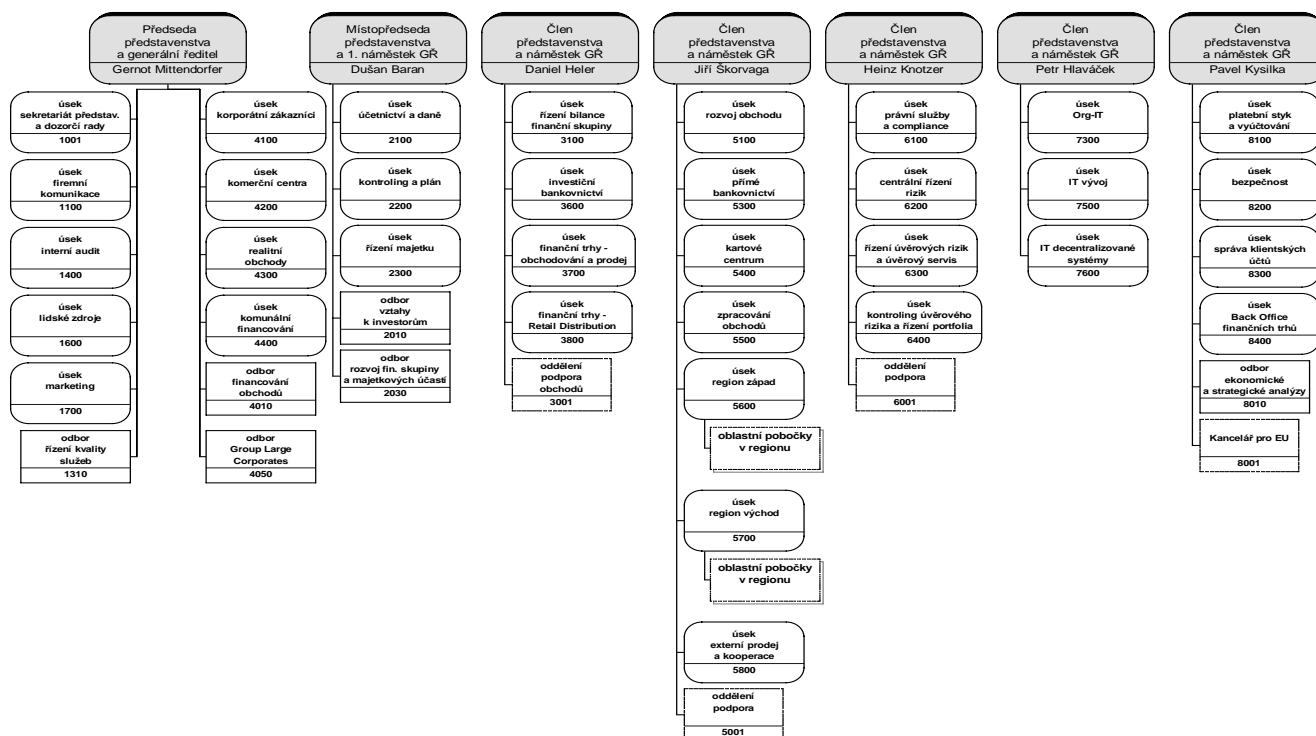 Předseda
představenstva
a generální ředitel
Gernot Mittendorfer
úsek
sekretariát představ.
a dozorčí rady
1001
úsek
firemní
komunikace
1100
úsek
interní audit
1400
úsek
lidské zdroje
1600
úsek
marketing
1700
odbor
řízení kvality
služeb
1310
úsek
korporátní zákazníci
4100
úsek
komerční centra
4200
úsek
realitní
obchody
4300
úsek
komunální
financování
4400
odbor
financování
obchodů
4010
odbor
Group Large
Corporates
4050
Místopředseda
představenstva
a 1. náměstek GŘ
Dušan Baran
úsek
účetnictví a daně
2100
úsek
kontroling a plán
2200
úsek
řízení majetku
2300
odbor
vztahy
k investorům
2010
odbor
rozvoj fin. skupiny
a majetkových účastí
2030
Člen
představenstva
a náměstek GŘ
Daniel Heler
úsek
řízení bilance
finanční skupiny
3100
úsek
investiční
bankovnictví
3600
úsek
finanční trhy -
obchodování a prodej
3700
úsek
finanční trhy -
Retail Distribution
3800
oddělení
podpora
obchodů
3001
Člen
představenstva
a náměstek GŘ
Jiří Škorvaga
úsek
rozvoj obchodu
5100
úsek
přímé
bankovnictví
5300
úsek
kartové
centrum
5400
úsek
zpracování
obchodů
5500
úsek
region západ
5600
oblastní pobočky
v regionu
úsek
region východ
5700
oblastní pobočky
v regionu
úsek
externí prodej
a kooperace
5800
oddělení
podpora
5001
Člen
představenstva
a náměstek GŘ
Heinz Knotzer
úsek
právní služby
a compliance
6100
úsek
centrální řízení
rizik
6200
úsek
řízení úvěrových rizik
a úvěrový servis
6300
úsek
kontroling úvěrového
rizika a řízení portfolia
6400
oddělení
podpora
6001
Člen
představenstva
a náměstek GŘ
Petr Hlaváček
úsek
Org-IT
7300
úsek
IT vývoj
7500
úsek
IT decentralizované
systémy
7600
Člen
představenstva
a náměstek GŘ
Pavel Kysilka
úsek
platební styk
a vyúčtování
8100
úsek
bezpečnost
8200
úsek
správa klientských
účtů
8300
úsek
Back Office
finančních trhů
8400
odbor
ekonomické
a strategické analýzy
8010
Kancelář pro EU
8001